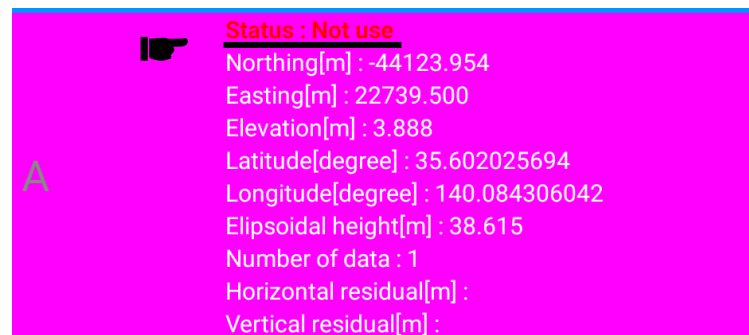 Status : Not use
Northing[m] : -44123.954
Easting[m] : 22739.500
Elevation[m] : 3.888
A
Latitude[degree] : 35.602025694
Longitude[degree] : 140.084306042
Elipsoidal height[m] : 38.615
Number of data : 1
Horizontal residual[m] :
Vertical residual[m] :